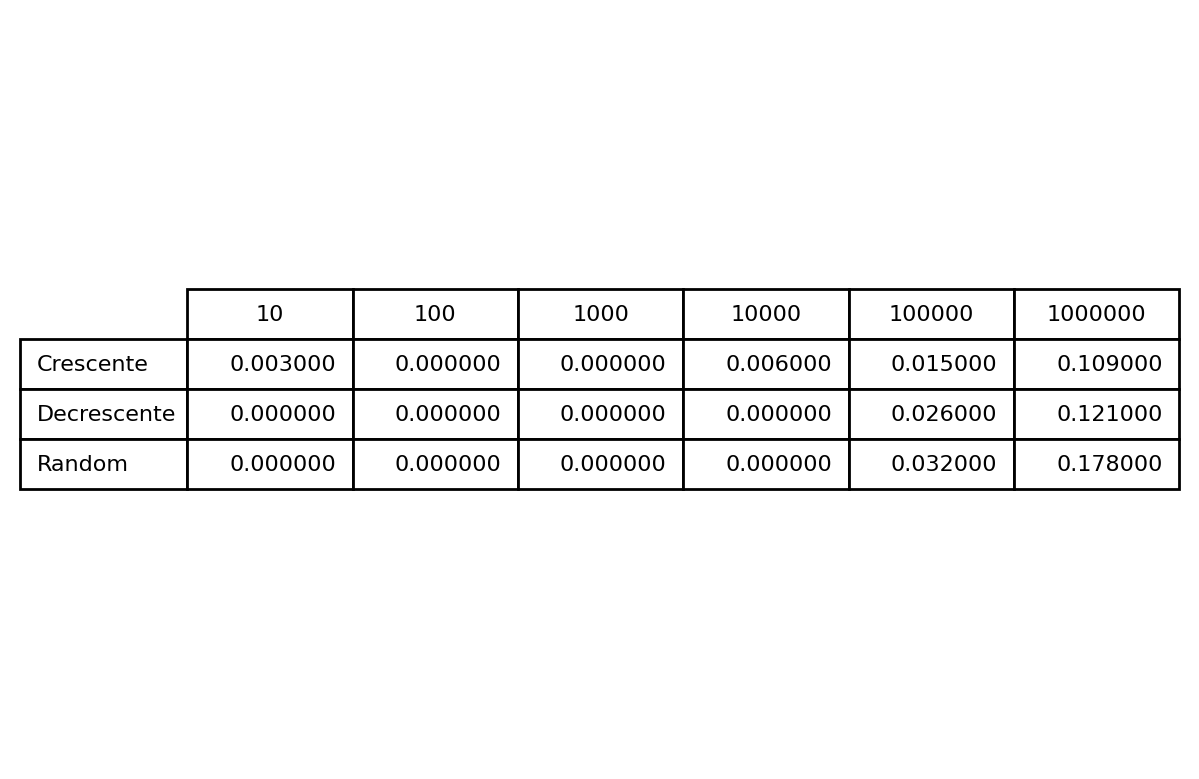 10 100 1000 10000 100000 1000000
Crescente 0.003000 0.000000 0.000000 0.006000 0.015000 0.109000
Decrescente 0.000000 0.000000 0.000000 0.000000 0.026000 0.121000
Random 0.000000 0.000000 0.000000 0.000000 0.032000 0.178000